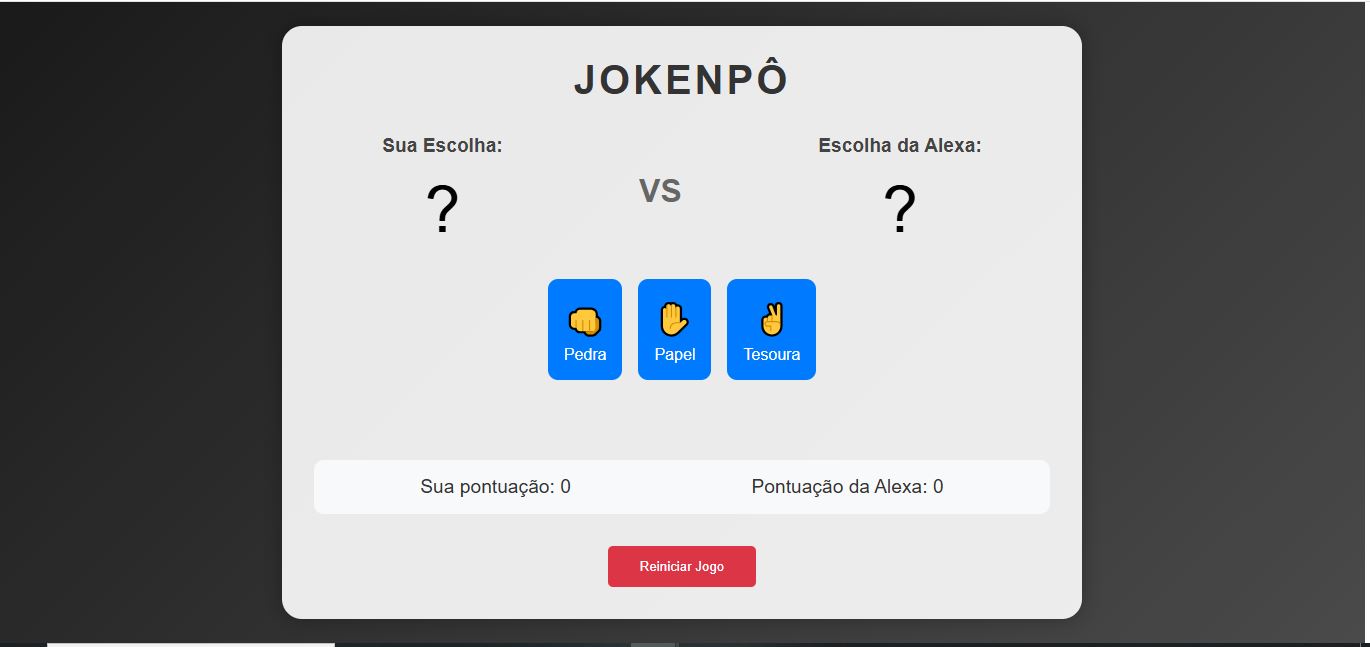 JOKENPÔ
Sua Escolha:
?
VS
Escolha da Alexa:
?
Pedra
Papel
Tesoura
Sua pontuação: 0
Pontuação da Alexa: 0
Reiniciar Jogo